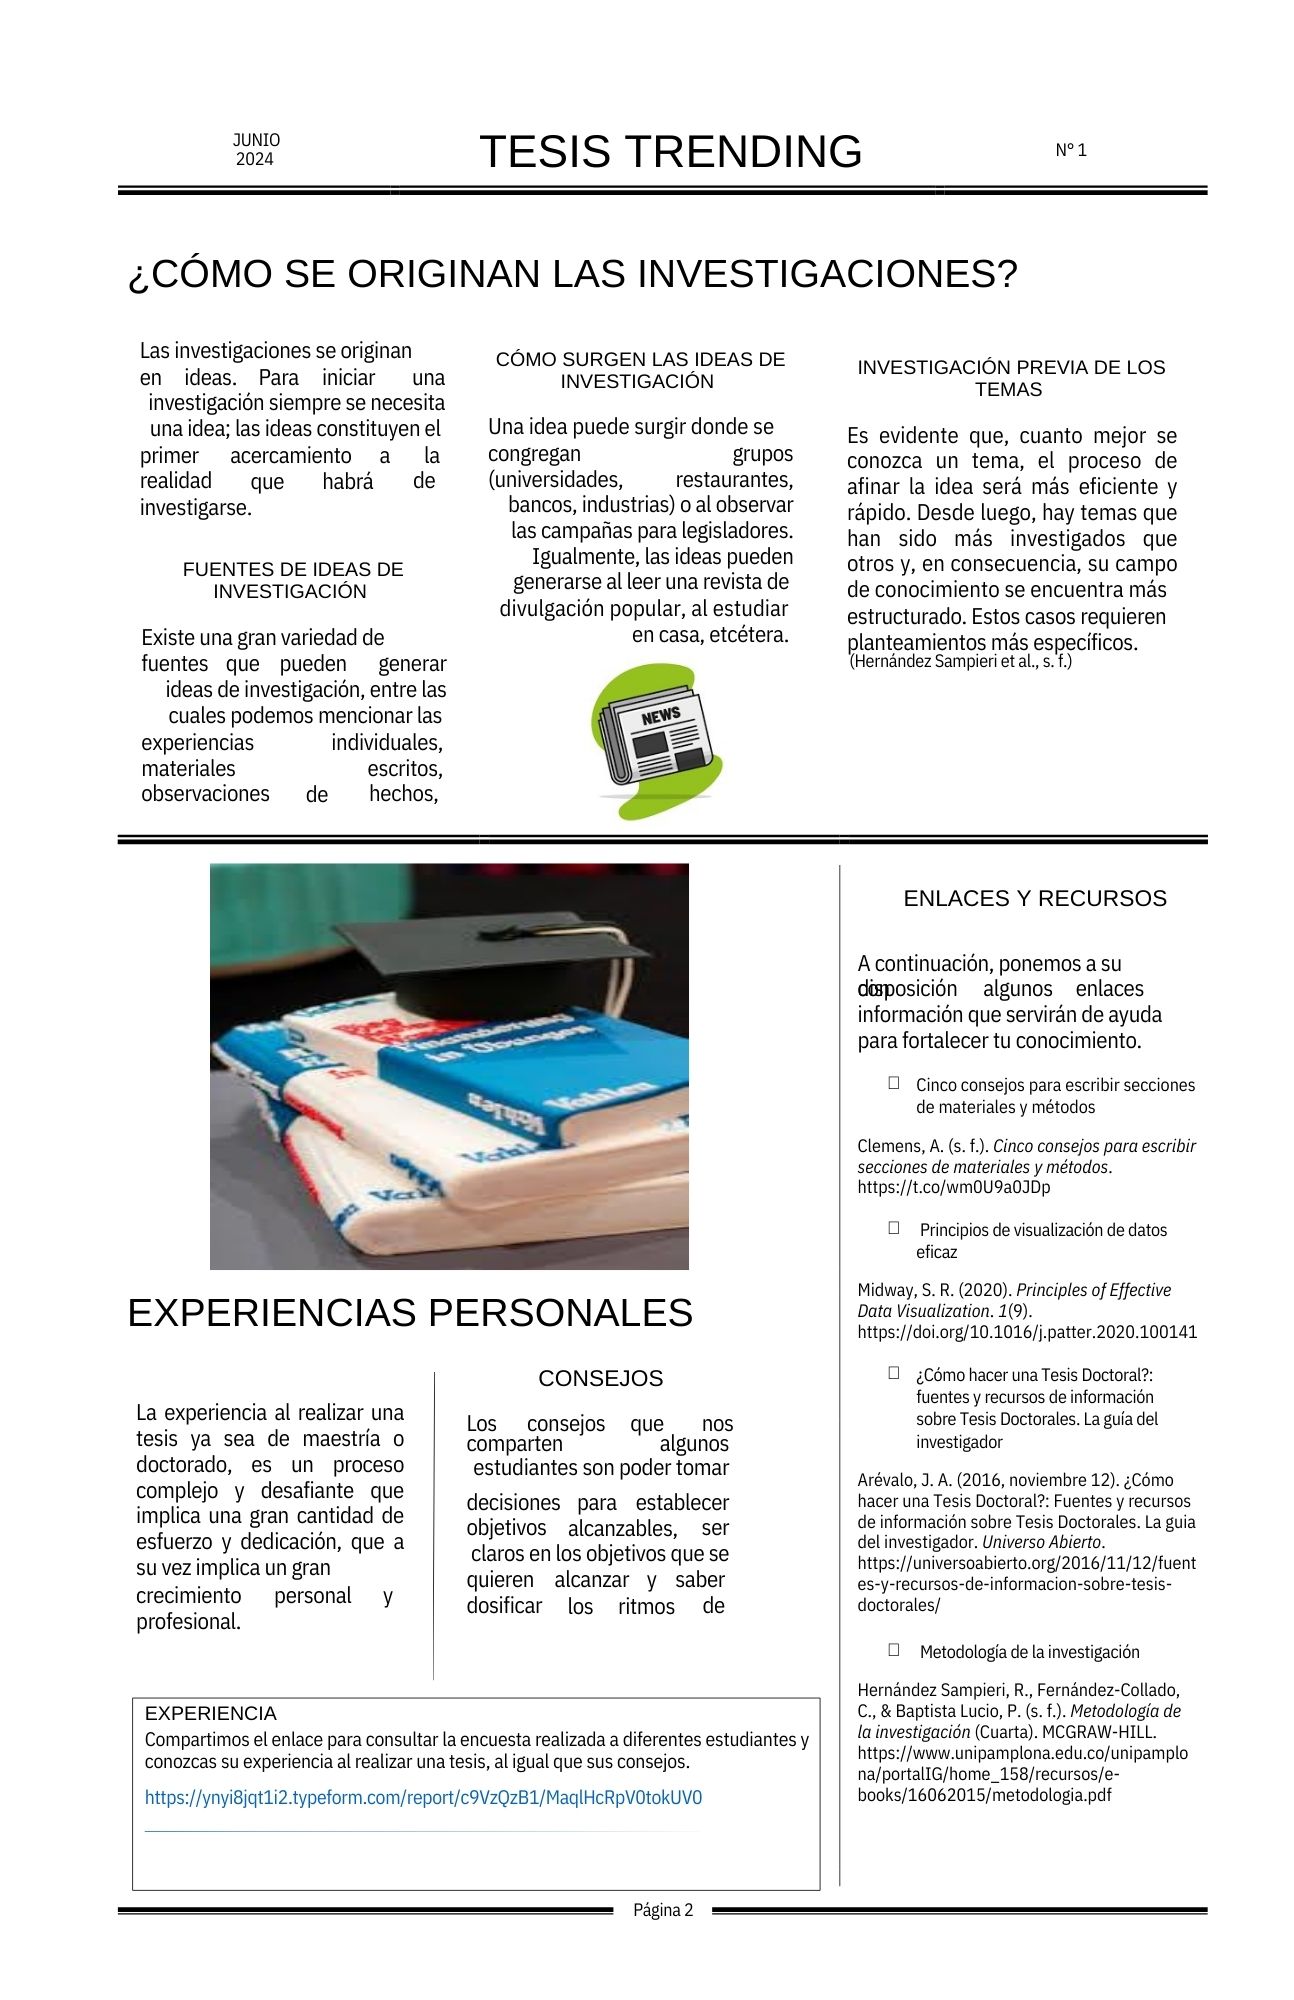 JUNIO
2024
TESIS TRENDING
N° 1
¿CÓMO SE ORIGINAN LAS INVESTIGACIONES?
Las investigaciones se originan
en ideas. Para iniciar una
investigación siempre se necesita
una idea; las ideas constituyen el
primer acercamiento a la
realidad que habrá de
investigarse.
FUENTES DE IDEAS DE
INVESTIGACIÓN
Existe una gran variedad de
fuentes que pueden generar
ideas de investigación, entre las
cuales podemos mencionar las
experiencias individuales,
materiales escritos,
observaciones de hechos,
CÓMO SURGEN LAS IDEAS DE
INVESTIGACIÓN
Una idea puede surgir donde se
congregan grupos
(universidades, restaurantes,
bancos, industrias) o al observar
las campañas para legisladores.
Igualmente, las ideas pueden
generarse al leer una revista de
divulgación popular, al estudiar
en casa, etcétera.
NEWS
INVESTIGACIÓN PREVIA DE LOS
TEMAS
Es evidente que, cuanto mejor se
conozca un tema, el proceso de
afinar la idea será más eficiente y
rápido. Desde luego, hay temas que
han sido más investigados que
otros y, en consecuencia, su campo
de conocimiento se encuentra más
estructurado. Estos casos requieren
planteamientos más específicos.
(Hernández Sampieri et al., s. f.)
in Übungen
Vahlen
EXPERIENCIAS PERSONALES
La experiencia al realizar una
tesis ya sea de maestría o
doctorado, es un proceso
complejo y desafiante que
implica una gran cantidad de
esfuerzo y dedicación, que a
su vez implica un gran
crecimiento personal y
profesional.
CONSEJOS
Los consejos que nos
comparten algunos
estudiantes son poder tomar
decisiones para establecer
objetivos alcanzables, ser
claros en los objetivos que se
quieren alcanzar y saber
dosificar los ritmos de
EXPERIENCIA
Compartimos el enlace para consultar la encuesta realizada a diferentes estudiantes y
conozcas su experiencia al realizar una tesis, al igual que sus consejos.
https://ynyi8jqt1i2.typeform.com/report/c9VzQzB1/MaqlHcRpV0tokUV0
ENLACES Y RECURSOS
A continuación, ponemos a su
disposición algunos enlaces con
información que servirán de ayuda
para fortalecer tu conocimiento.
Cinco consejos para escribir secciones
de materiales y métodos
Clemens, A. (s. f.). Cinco consejos para escribir
secciones de materiales y métodos.
https://t.co/wm0U9a0JDp
Principios de visualización de datos
eficaz
Midway, S. R. (2020). Principles of Effective
Data Visualization. 1(9).
https://doi.org/10.1016/j.patter.2020.100141
¿Cómo hacer una Tesis Doctoral?:
fuentes y recursos de información
sobre Tesis Doctorales. La guía del
investigador
Arévalo, J. A. (2016, noviembre 12). ¿Cómo
hacer una Tesis Doctoral?: Fuentes y recursos
de información sobre Tesis Doctorales. La guia
del investigador. Universo Abierto.
https://universoabierto.org/2016/11/12/fuent
es-y-recursos-de-informacion-sobre-tesis-
doctorales/
Metodología de la investigación
Hernández Sampieri, R., Fernández-Collado,
C., & Baptista Lucio, P. (s. f.). Metodología de
la investigación (Cuarta). MCGRAW-HILL.
https://www.unipamplona.edu.co/unipamplo
na/portalIG/home_158/recursos/e-
books/16062015/metodologia.pdf
Página 2